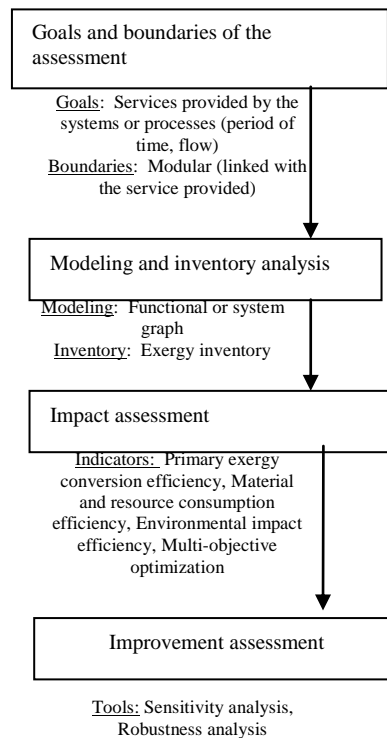 Goals and boundaries of the
assessment
Goals: Services provided by the
systems or processes (period of
time, flow)
Boundaries: Modular (linked with
the service provided)
Modeling and inventory analysis
Modeling: Functional or system
graph
Inventory: Exergy inventory
Impact assessment
Indicators: Primary exergy
conversion efficiency, Material
and resource consumption
efficiency, Environmental impact
efficiency, Multi-objective
optimization
Improvement assessment
Tools: Sensitivity analysis,
Robustness analysis